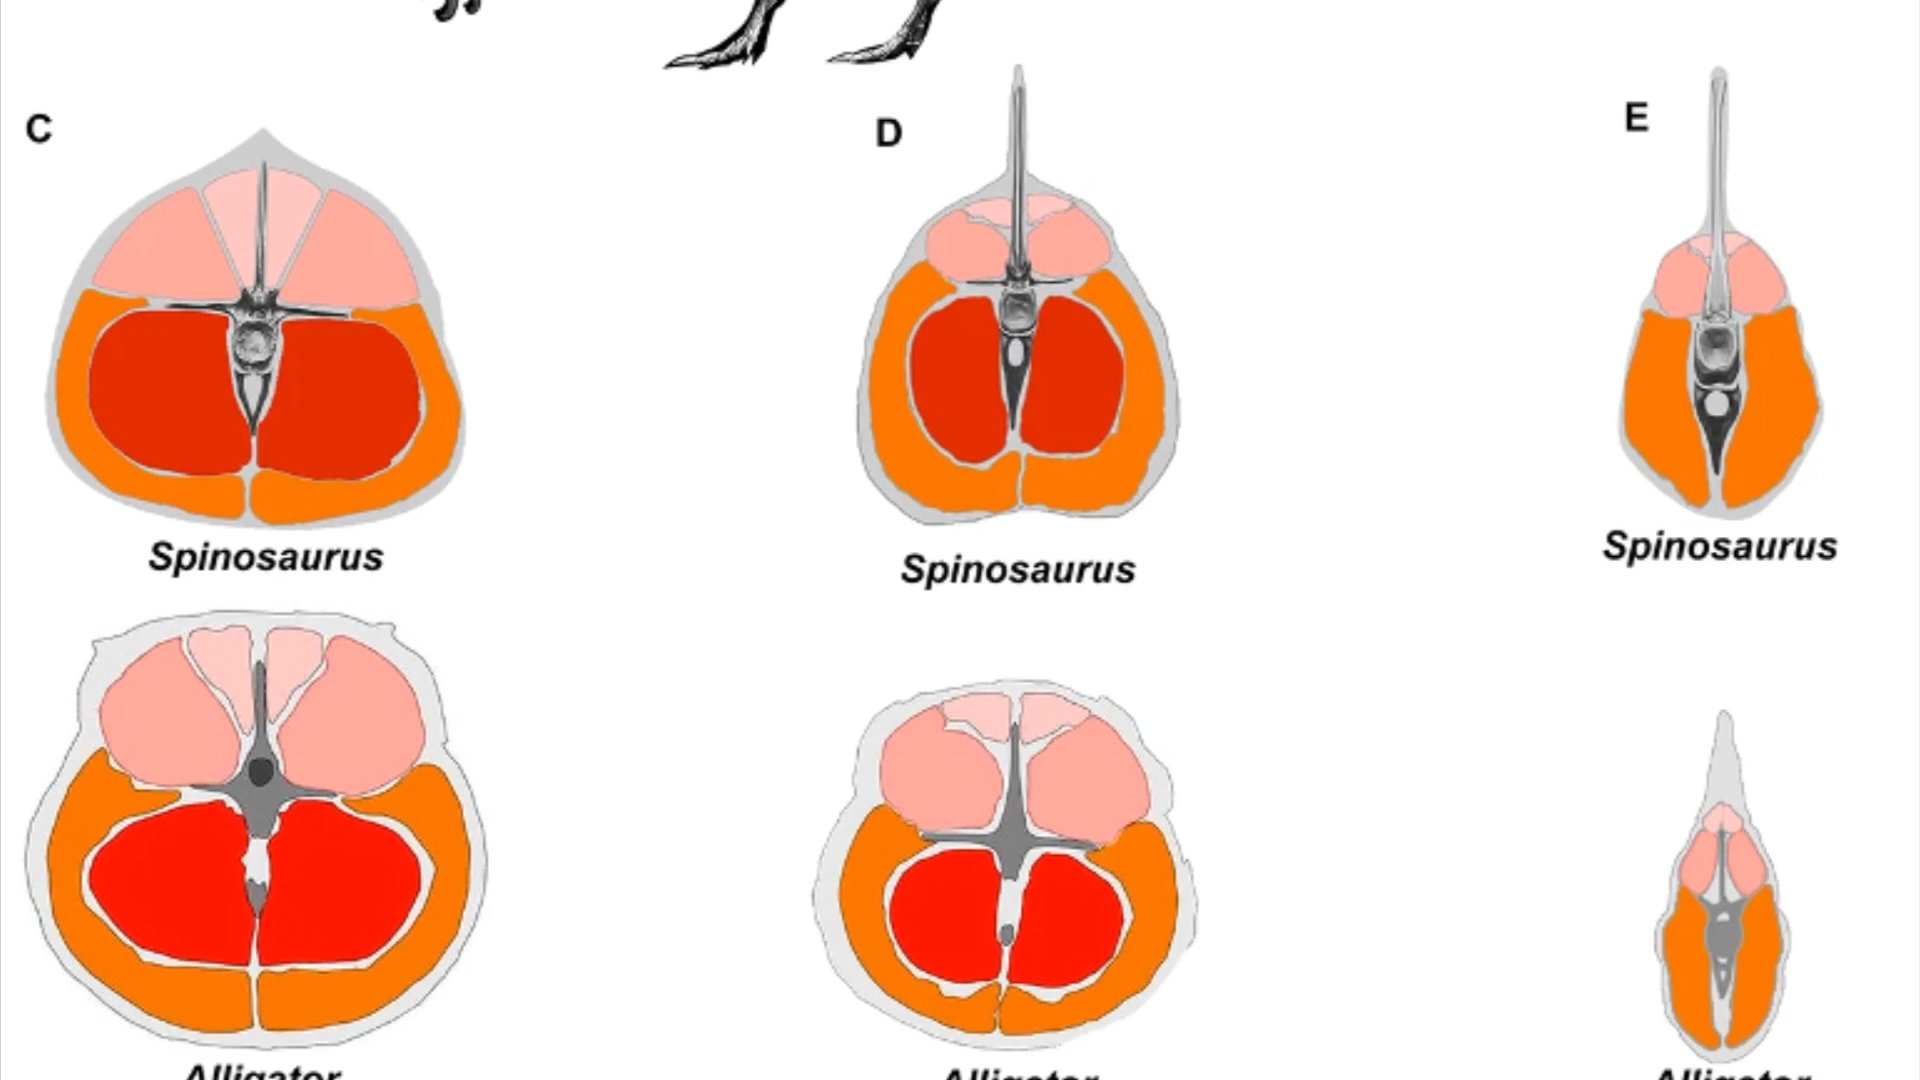 C
D
E
Spinosaurus
Spinosaurus
Spinosaurus
Alligator
Alligator
Alligator